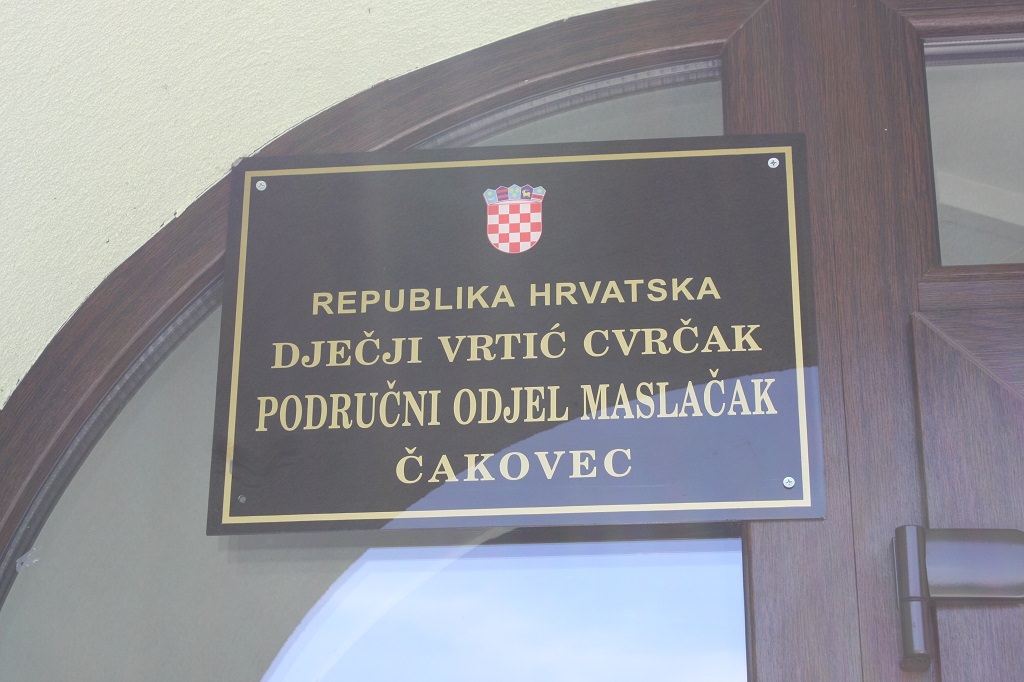 REPUBLIKA HRVATSKA
DJEČJI VRTIĆ CVRČAK
PODRUČNI ODJEL MASLAČAK
ČAKOVEC